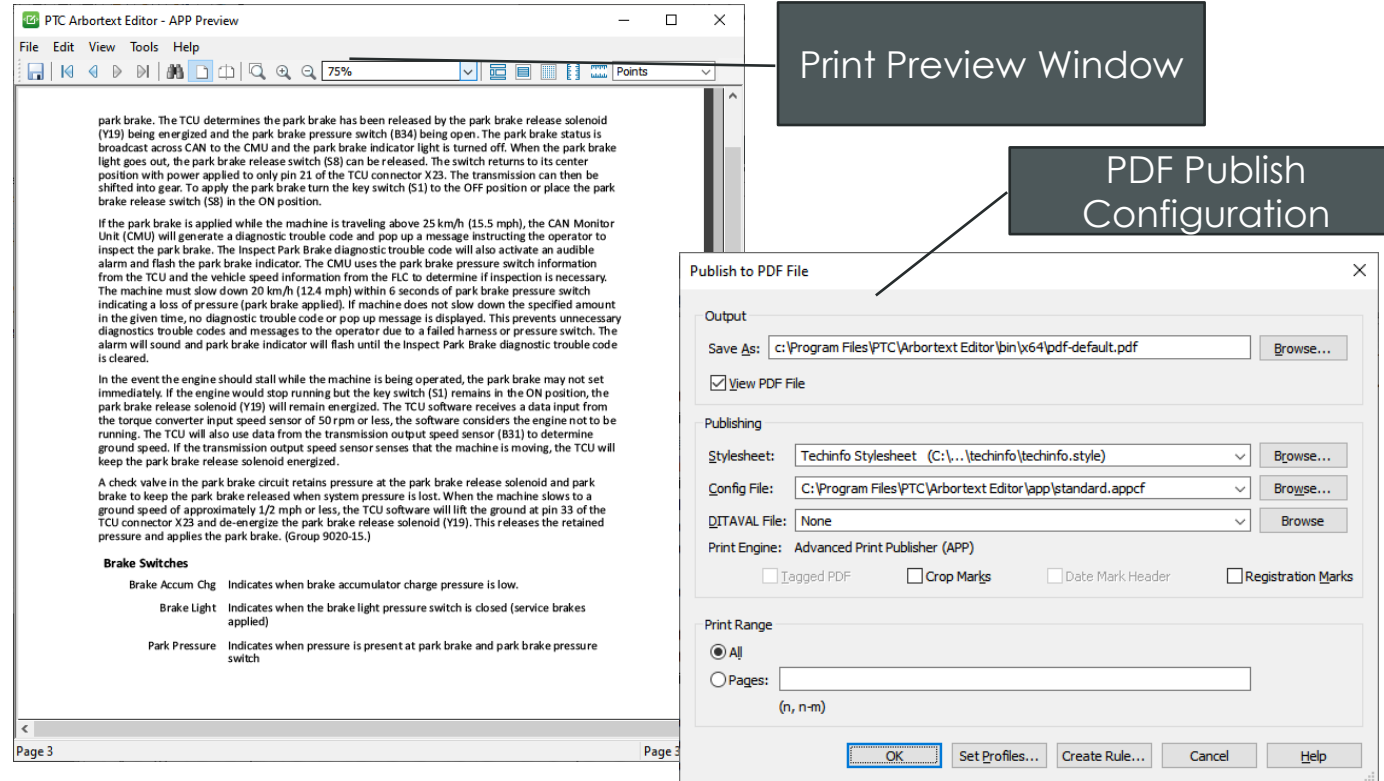 PTC Arbortext Editor - APP Preview
File Edit View Tools Help
75%
Points
park brake. The TCU determines the park brake has been released by the park brake release solenoid
(Y19) being energized and the park brake pressure switch (B34) being open. The park brake status is
broadcast across CAN to the CMU and the park brake indicator light is turned off. When the park brake
light goes out, the park brake release switch (S8) can be released. The switch returns to its center
position with power applied to only pin 21 of the TCU connector X23. The transmission can then be
shifted into gear. To apply the park brake turn the key switch (S1) to the OFF position or place the park
brake release switch (S8) in the ON position.
If the park brake is applied while the machine is traveling above 25 km/h (15.5 mph), the CAN Monitor
Unit (CMU) will generate a diagnostic trouble code and pop up a message instructing the operator to
inspect the park brake. The Inspect Park Brake diagnostic trouble code will also activate an audible
alarm and flash the park brake indicator. The CMU uses the park brake pressure switch information
from the TCU and the vehicle speed information from the FLC to determine if inspection is necessary.
The machine must slow down 20 km/h (12.4 mph) within 6 seconds of park brake pressure switch
indicating a loss of pressure (park brake applied). If machine does not slow down the specified amount
in the given time, no diagnostic trouble code or pop up message is displayed. This prevents unnecessary
diagnostics trouble codes and messages to the operator due to a failed harness or pressure switch. The
alarm will sound and park brake indicator will flash until the Inspect Park Brake diagnostic trouble code
is cleared.
In the event the engine should stall while the machine is being operated, the park brake may not set
immediately. If the engine would stop running but the key switch (S1) remains in the ON position, the
park brake release solenoid (Y19) will remain energized. The TCU software receives a data input from
the torque converter input speed sensor of 50 rpm or less, the software considers the engine not to be
running. The TCU will also use data from the transmission output speed sensor (B31) to determine
ground speed. If the transmission output speed sensor senses that the machine is moving, the TCU will
keep the park brake release solenoid energized.
A check valve in the park brake circuit retains pressure at the park brake release solenoid and park
brake to keep the park brake released when system pressure is lost. When the machine slows to a
ground speed of approximately 1/2 mph or less, the TCU software will lift the ground at pin 33 of the
TCU connector X23 and de-energize the park brake release solenoid (Y19). This releases the retained
pressure and applies the park brake. (Group 9020-15.)
Brake Switches
Brake Accum Chg Indicates when brake accumulator charge pressure is low.
Brake Light Indicates when the brake light pressure switch is closed (service brakes
applied)
Park Pressure Indicates when pressure is present at park brake and park brake pressure
switch
Page 3 Page 3
Print Preview Window
PDF Publish
Configuration
Publish to PDF File
Output
Save As: c:\Program Files\PTC\Arbortext Editor\bin\x64\pdf-default.pdf Browse...
View PDF File
Publishing
Stylesheet: Techinfo Stylesheet (C:\...\techinfo\techinfo.style) Browse...
Config File: C:\Program Files\PTC\Arbortext Editor\app\standard.appcf Browse...
DITAVAL File: None Browse
Print Engine: Advanced Print Publisher (APP)
Tagged PDF Crop Marks Date Mark Header Registration Marks
Print Range
All
Pages:
(n, n-m)
OK Set Profiles... Create Rule... Cancel Help